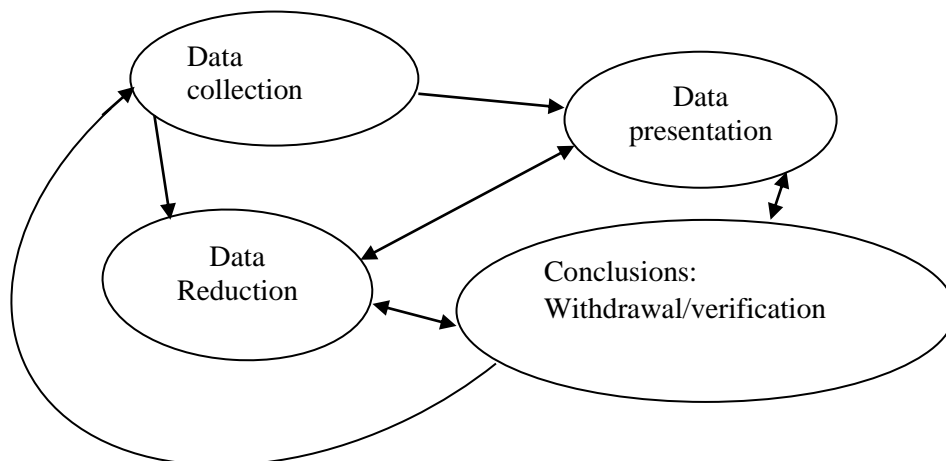 Data
collection
Data
presentation
Data
Reduction
Conclusions:
Withdrawal/verification